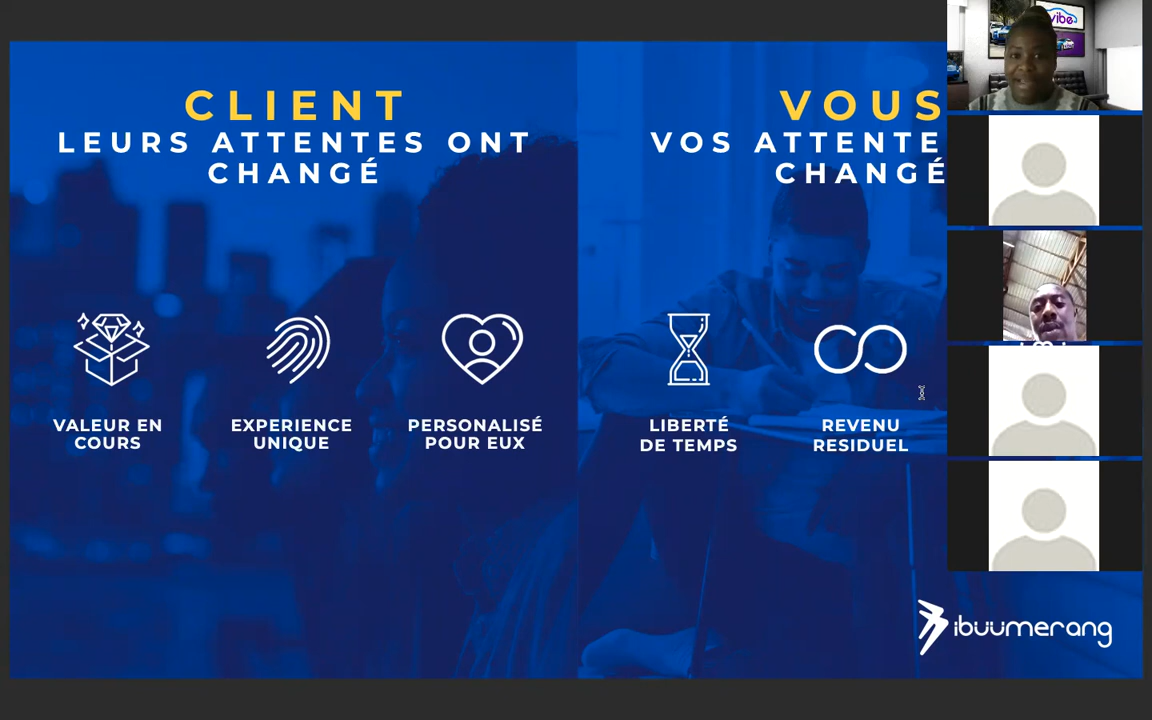 CLIENT
LEURS ATTENTES ONT
CHANGÉ
VALEUR EN
COURS
EXPERIENCE
UNIQUE
PERSONALISÉ
POUR EUX
VOUS
VOS ATTENTE
CHANGÉ
LIBERTÉ
DE TEMPS
REVENU
RESIDUEL
vibe
ibuumerang